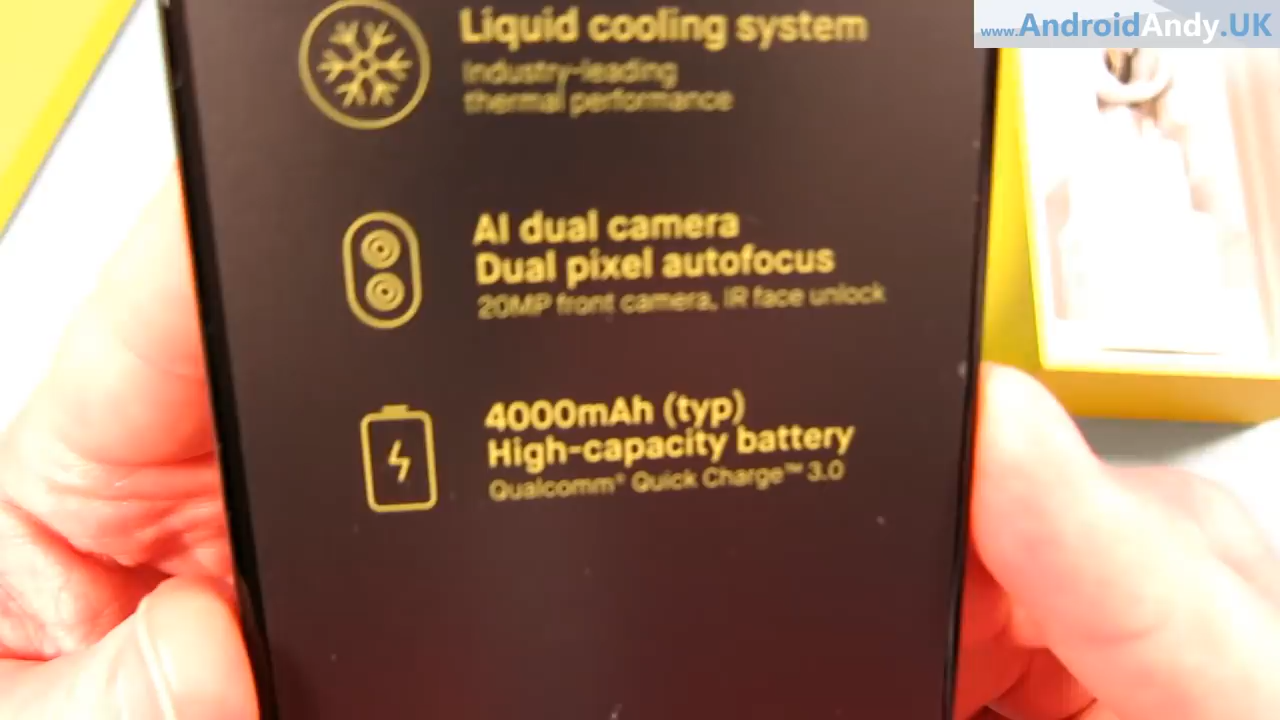 www.AndroidAndy.UK
Liquid cooling system
Industry-leading
thermal performance
AI dual camera
Dual pixel autofocus
20MP front camera, IR face unlock
4000mAh (typ)
High-capacity battery
Qualcomm® Quick Charge™ 3.0